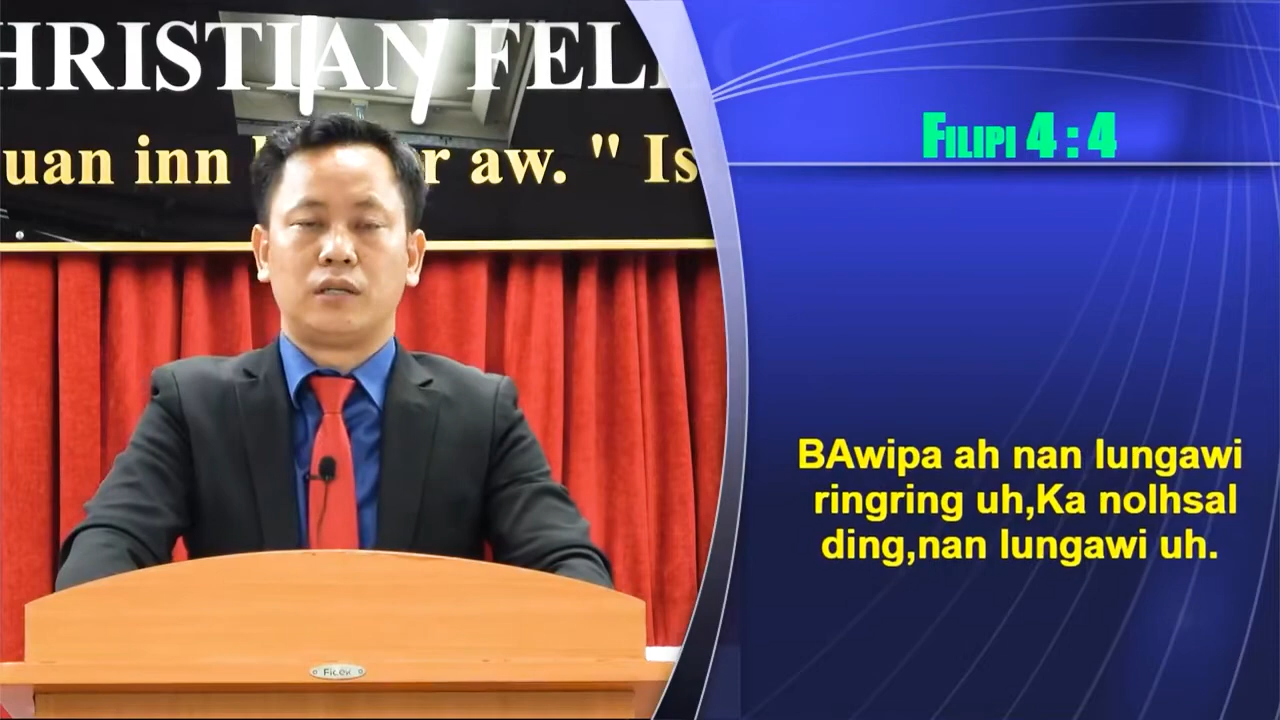 HRISTIAN FEL
uan inn r aw. " Is
FILIPI 4 : 4
BAwipa ah nan lungawi
ringring uh,Ka nolhsal
ding,nan lungawi uh.